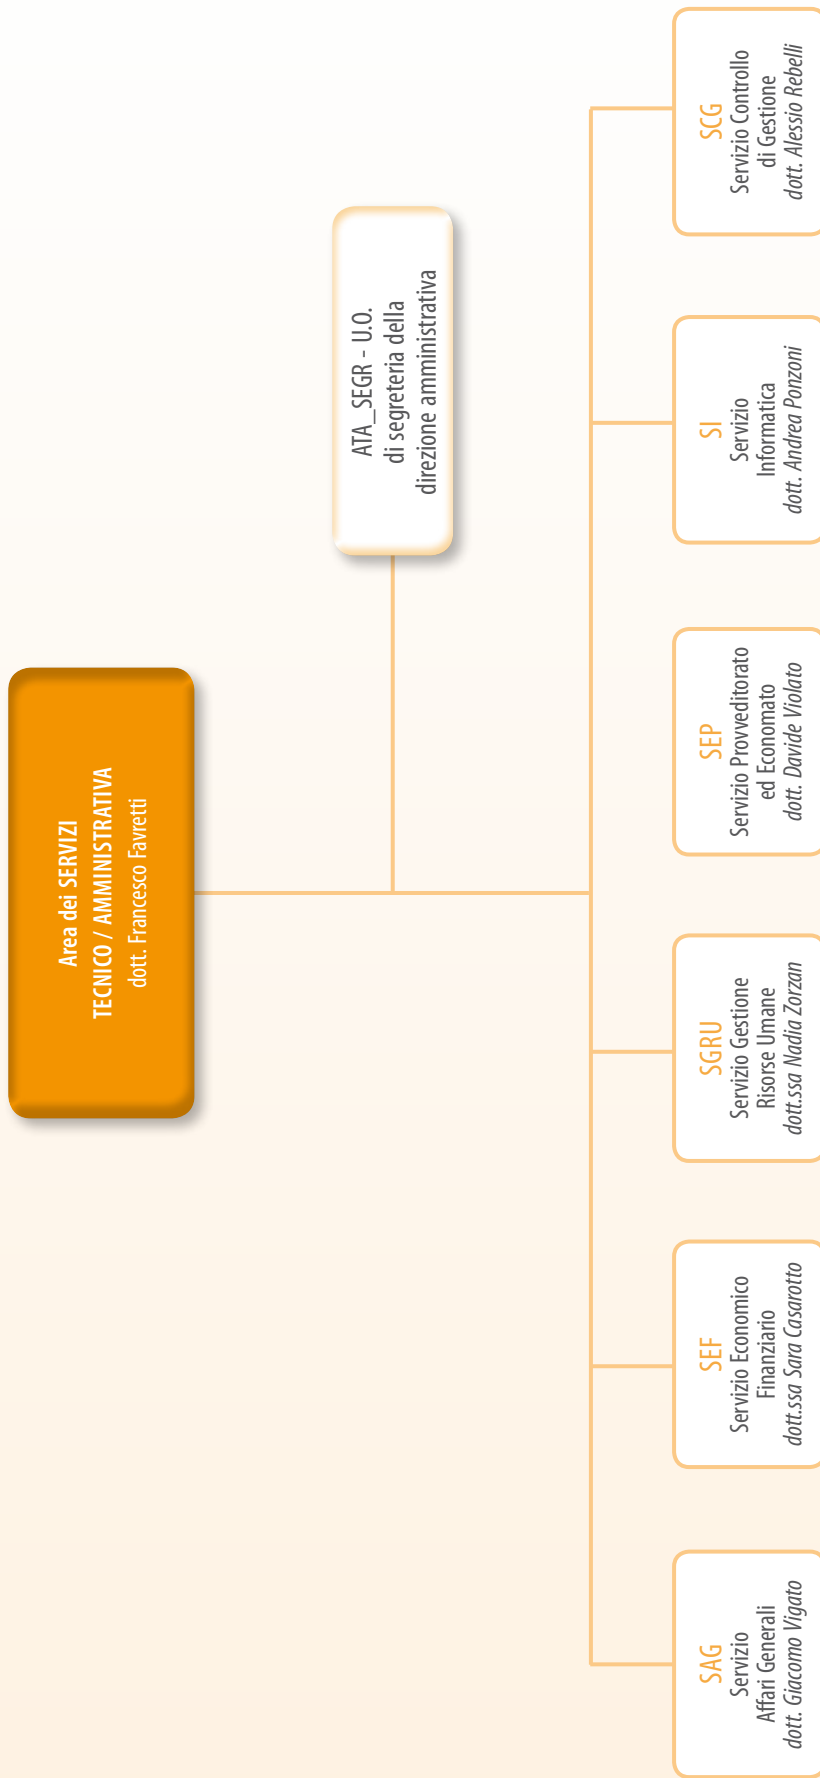 Area dei SERVIZI
TECNICO / AMMINISTRATIVA
dott. Francesco Favretti
ATA_SEGR - U.O.
di segreteria della
direzione amministrativa
SAG
Servizio
Affari Generali
dott. Giacomo Vigato
SEF
Servizio Economico
Finanziario
dott.ssa Sara Casarotto
SGRU
Servizio Gestione
Risorse Umane
dott.ssa Nadia Zorzan
SEP
Servizio Provveditorato
ed Economato
dott. Davide Violato
SI
Servizio
Informatica
dott. Andrea Ponzoni
SCG
Servizio Controllo
di Gestione
dott. Alessio Rebelli